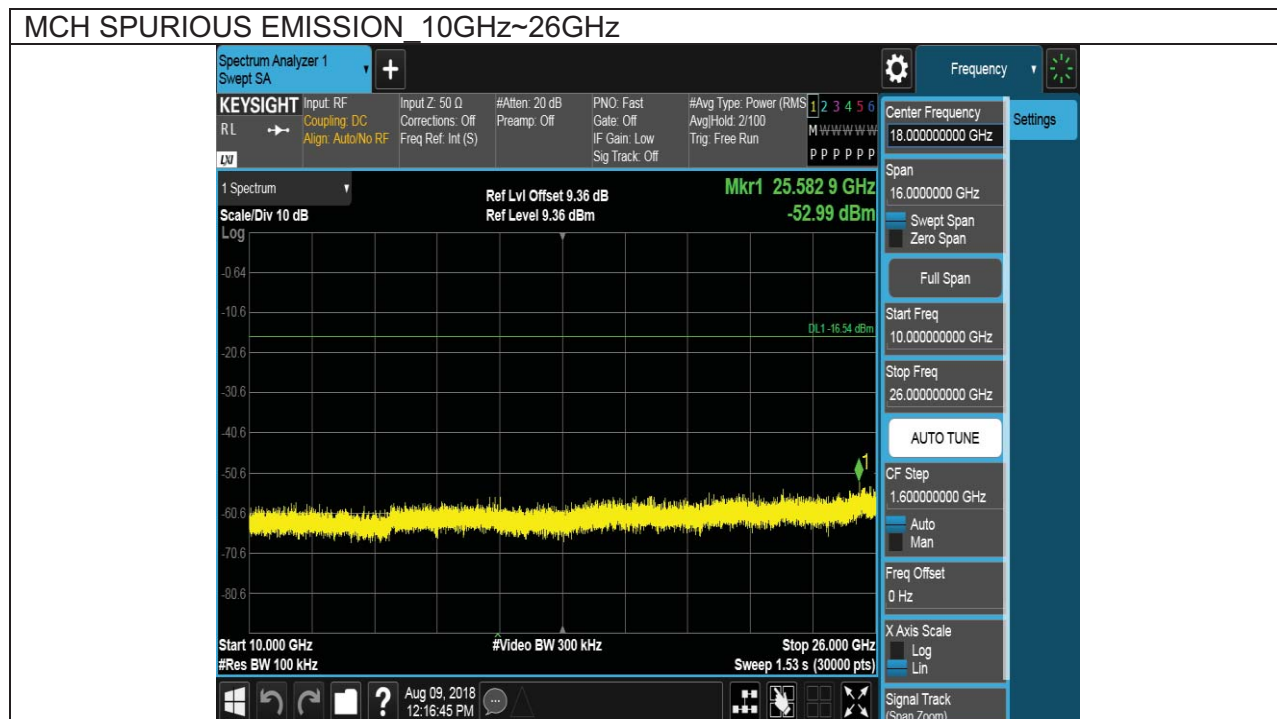 MCH SPURIOUS EMISSION_10GHz~26GHz
Spectrum Analyzer 1
Swept SA
+
Frequency
KEYSIGHT
RL
LXI
Input: RF
Coupling: DC
Align: Auto/No RF
Input Z: 50 Ω
Corrections: Off
Freq Ref: Int (S)
#Atten: 20 dB
Preamp: Off
PNO: Fast
Gate: Off
IF Gain: Low
Sig Track: Off
#Avg Type: Power (RMS
Avg|Hold: 2/100
Trig: Free Run
1 2 3 4 5 6
M W W W W W
P P P P P P
1 Spectrum
Scale/Div 10 dB
Ref Lvl Offset 9.36 dB
Ref Level 9.36 dBm
Mkr1 25.582 9 GHz
-52.99 dBm
Log
-0.64
-10.6
DL1 -16.54 dBm
-20.6
-30.6
-40.6
-50.6
1
-60.6
-70.6
-80.6
Start 10.000 GHz
#Video BW 300 kHz
Stop 26.000 GHz
#Res BW 100 kHz
Sweep 1.53 s (30000 pts)
?
Aug 09, 2018
12:16:45 PM
Center Frequency
18.000000000 GHz
Settings
Span
16.0000000 GHz
Swept Span
Zero Span
Full Span
Start Freq
10.000000000 GHz
Stop Freq
26.000000000 GHz
AUTO TUNE
CF Step
1.600000000 GHz
Auto
Man
Freq Offset
0 Hz
X Axis Scale
Log
Lin
Signal Track
(Span Zoom)